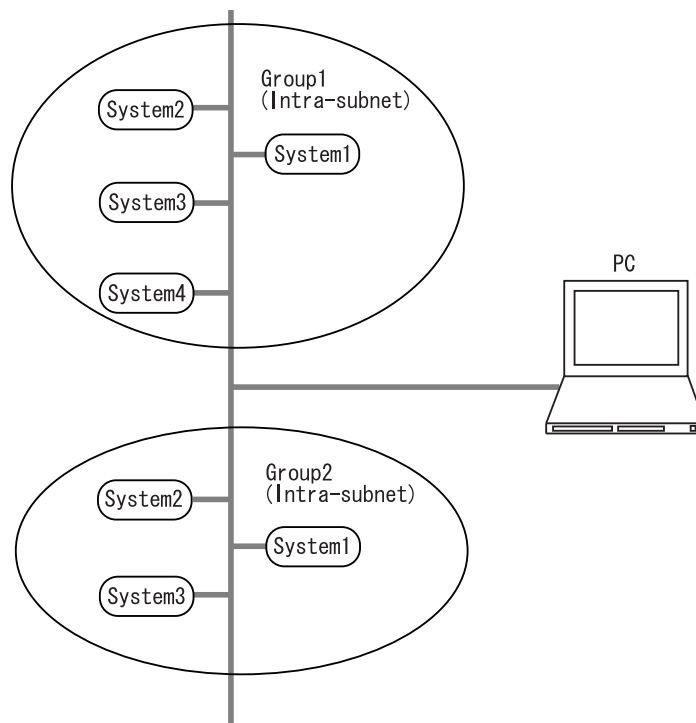 Group1
(Intra-subnet)
System2
System1
System3
System4
PC
Group2
(Intra-subnet)
System2
System1
System3